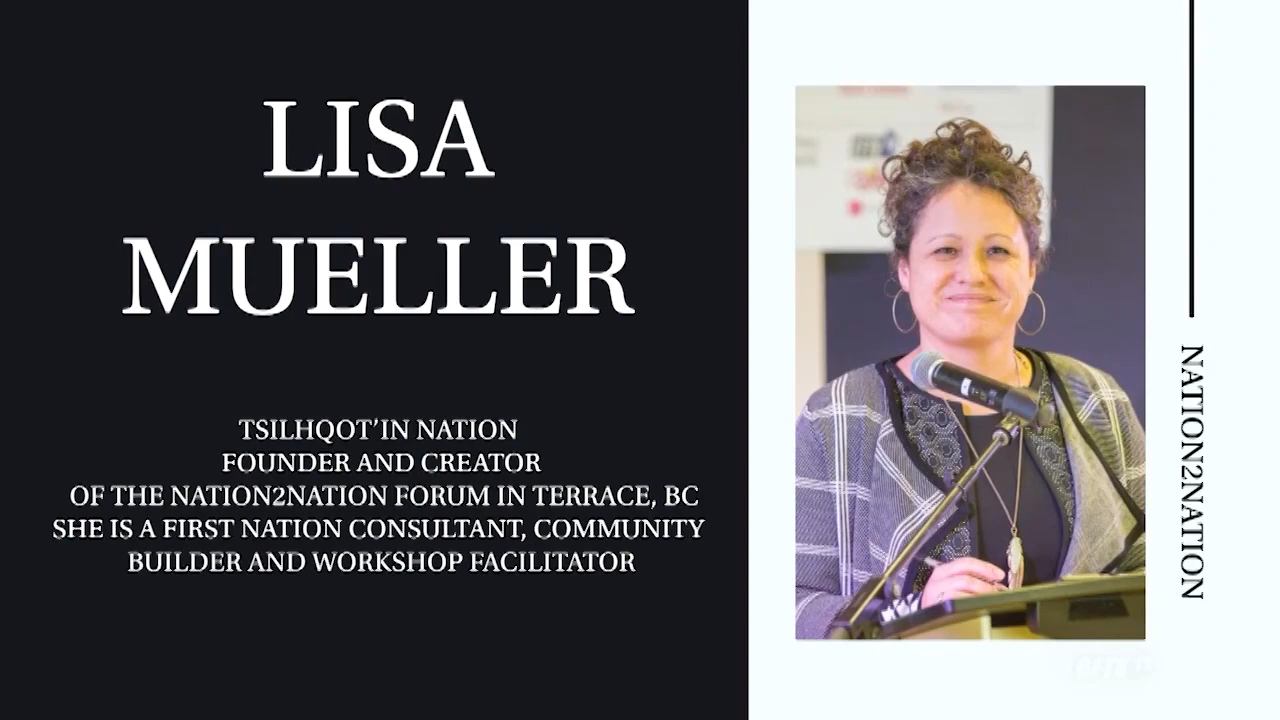 LISA
MUELLER
TSILHQOT’IN NATION
FOUNDER AND CREATOR
OF THE NATION2NATION FORUM IN TERRACE, BC
SHE IS A FIRST NATION CONSULTANT, COMMUNITY
BUILDER AND WORKSHOP FACILITATOR
NATION2NATION